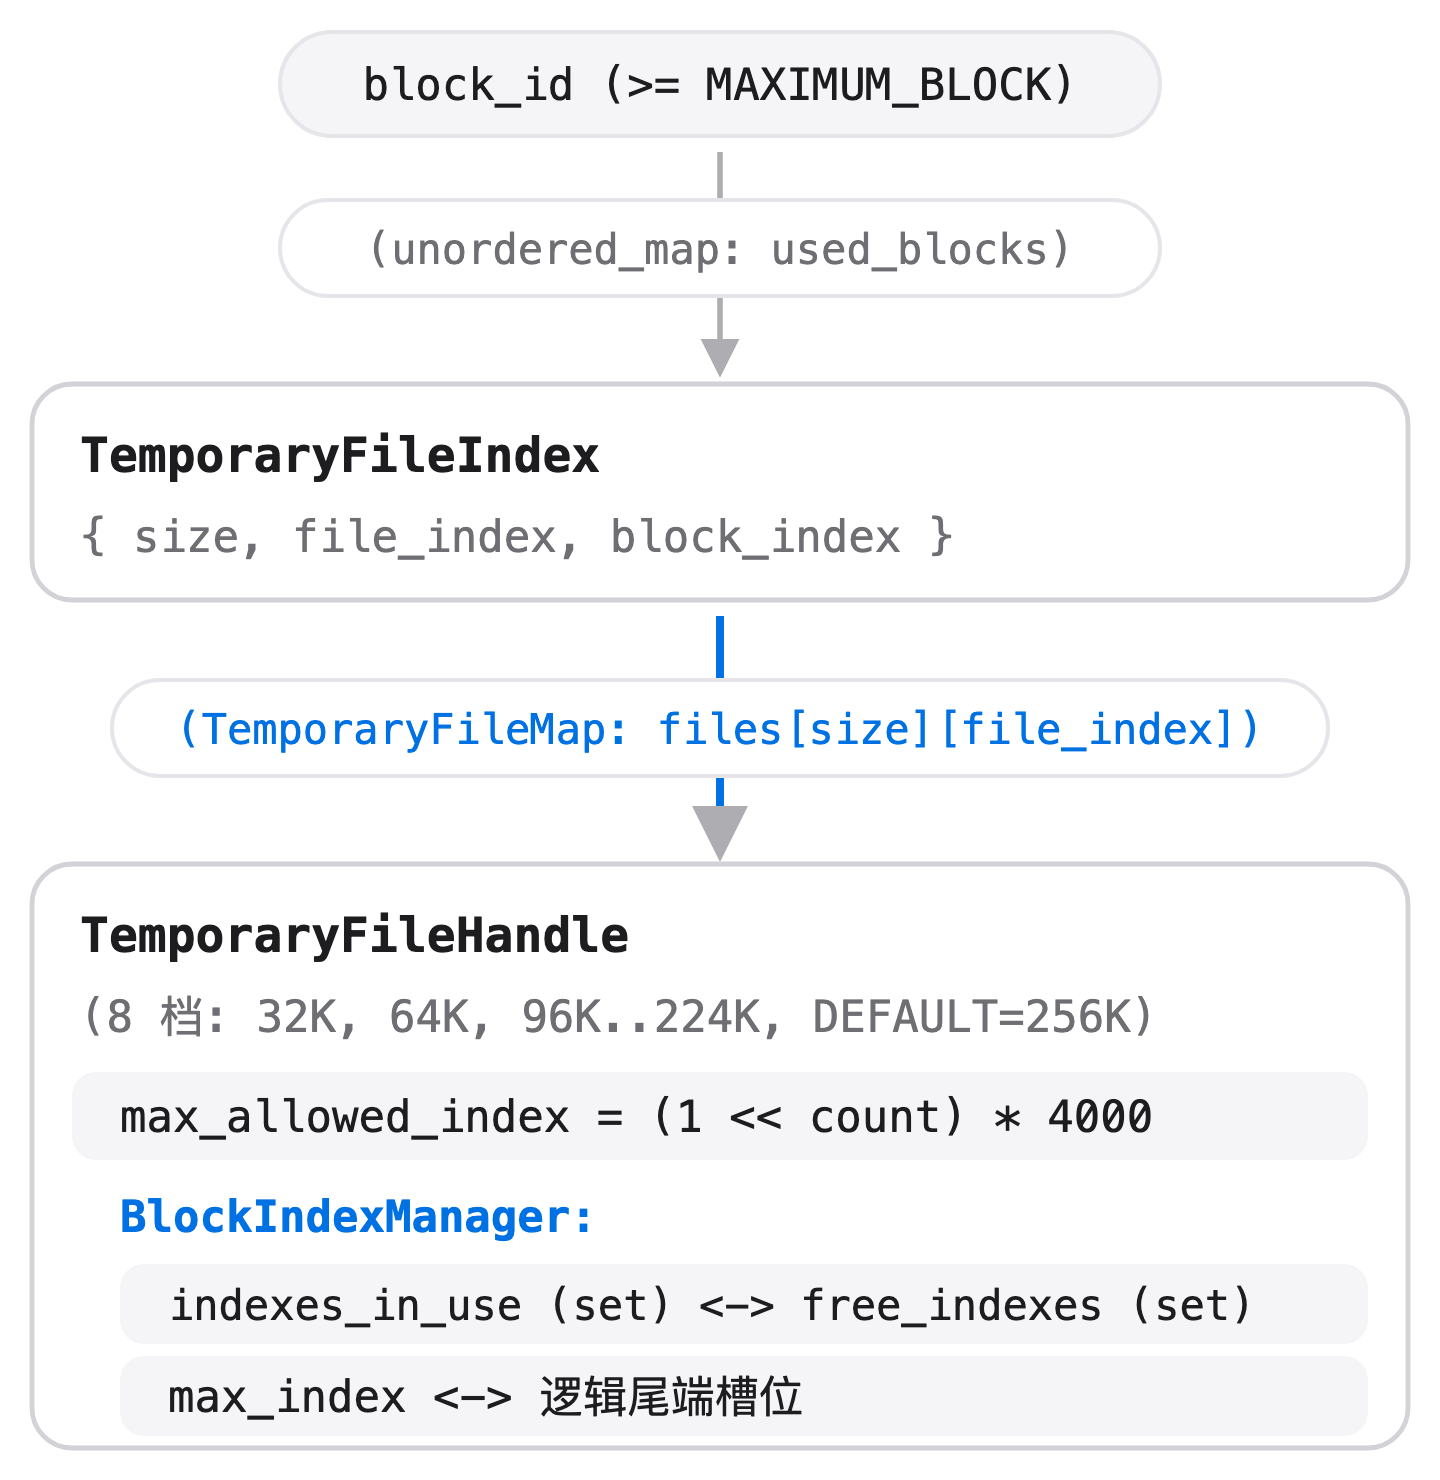 block_id (>= MAXIMUM_BLOCK)
(unordered_map: used_blocks)
TemporaryFileIndex
{ size, file_index, block_index }
(TemporaryFileMap: files[size][file_index])
TemporaryFileHandle
(8 档: 32K, 64K, 96K..224K, DEFAULT=256K)
max_allowed_index = (1 << count) * 4000
BlockIndexManager:
indexes_in_use (set) <-> free_indexes (set)
max_index <-> 逻辑尾端槽位